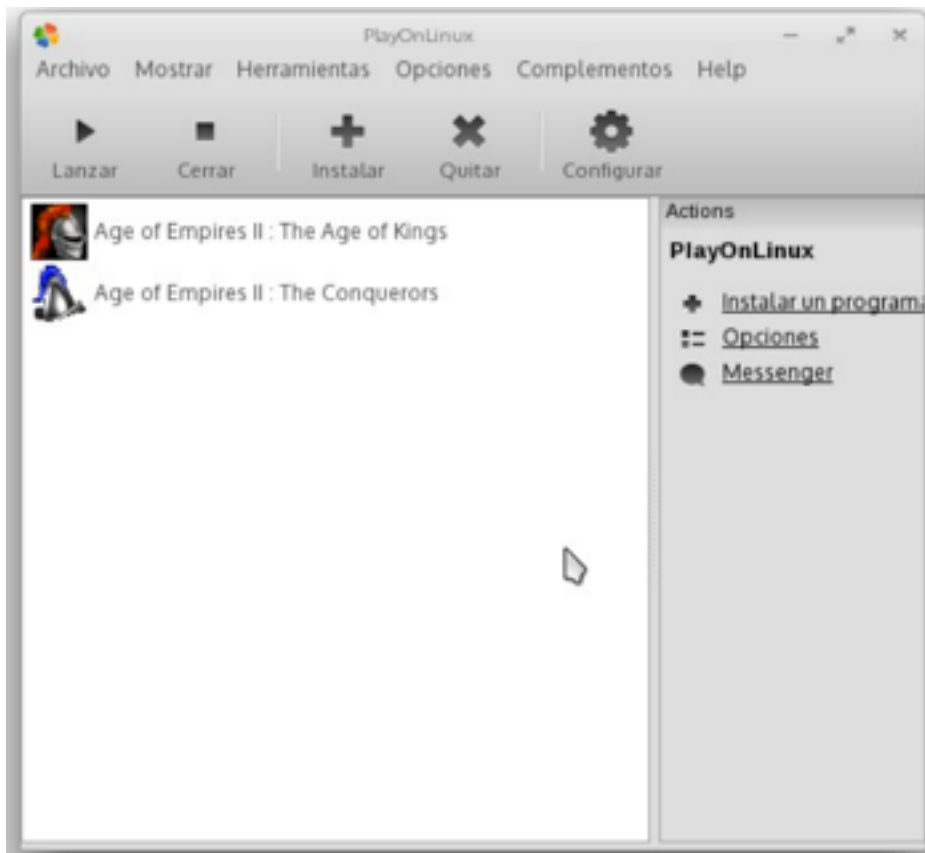 PlayOnLinux
Archivo Mostrar Herramientas Opciones Complementos Help
Lanzar Cerrar Instalar Quitar Configurar
Age of Empires II : The Age of Kings
Age of Empires II : The Conquerors
Actions
PlayOnLinux
Instalar un programa
Opciones
Messenger